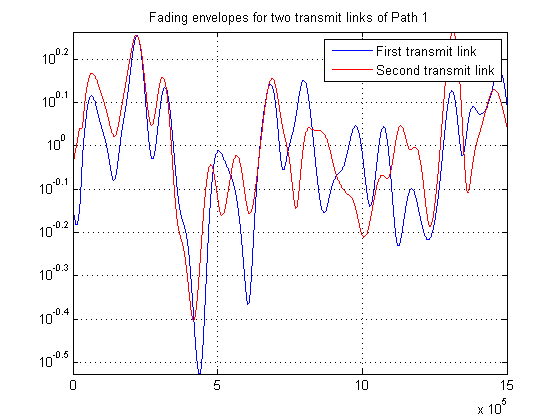 Fading envelopes for two transmit links of Path 1
First transmit link
Second transmit link
10^0.2
10^0.1
10^0
10^-0.1
10^-0.2
10^-0.3
10^-0.4
10^-0.5
0 5 10 15
x 10^5